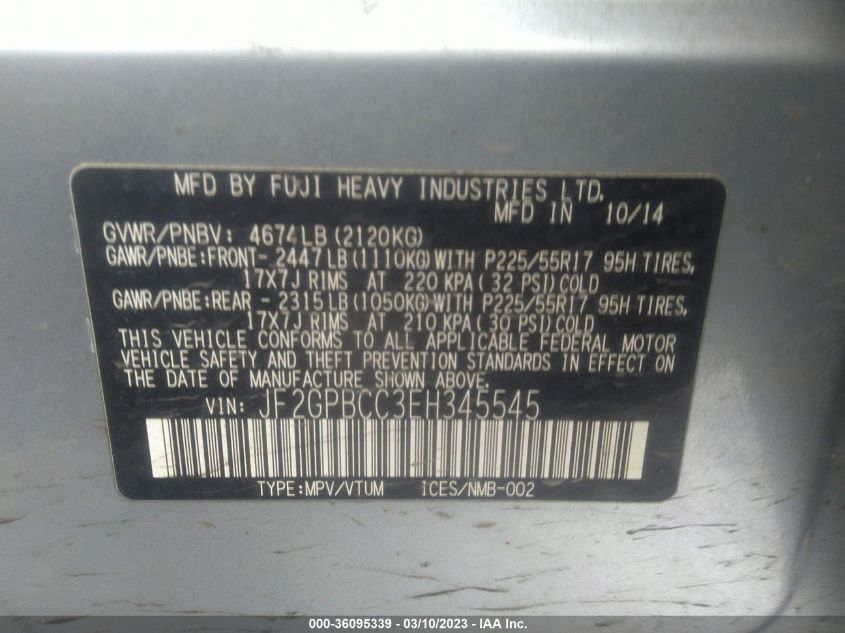 MFD BY FUJI HEAVY INDUSTRIES LTD.
MFD IN 10/14
GVWR/PNBV: 4674LB(2120KG)
GAWR/PNBE:FRONT-2447LB(1110KG)WITH P225/55R17 95H TIRES,
17X7J RIMS AT 220 KPA(32 PSI)COLD
GAWR/PNBE:REAR -2315LB(1050KG)WITH P225/55R17 95H TIRES,
17X7J RIMS AT 210 KPA(30 PSI)COLD
THIS VEHICLE CONFORMS TO ALL APPLICABLE FEDERAL MOTOR
VEHICLE SAFETY AND THEFT PREVENTION STANDARDS IN EFFECT ON
THE DATE OF MANUFACTURE SHOWN ABOVE.
VIN: JF2GPBCC3EH345545
TYPE:MPV/VTUM ICES/NMB-002
000-36095339 - 03/10/2023 - IAA Inc.